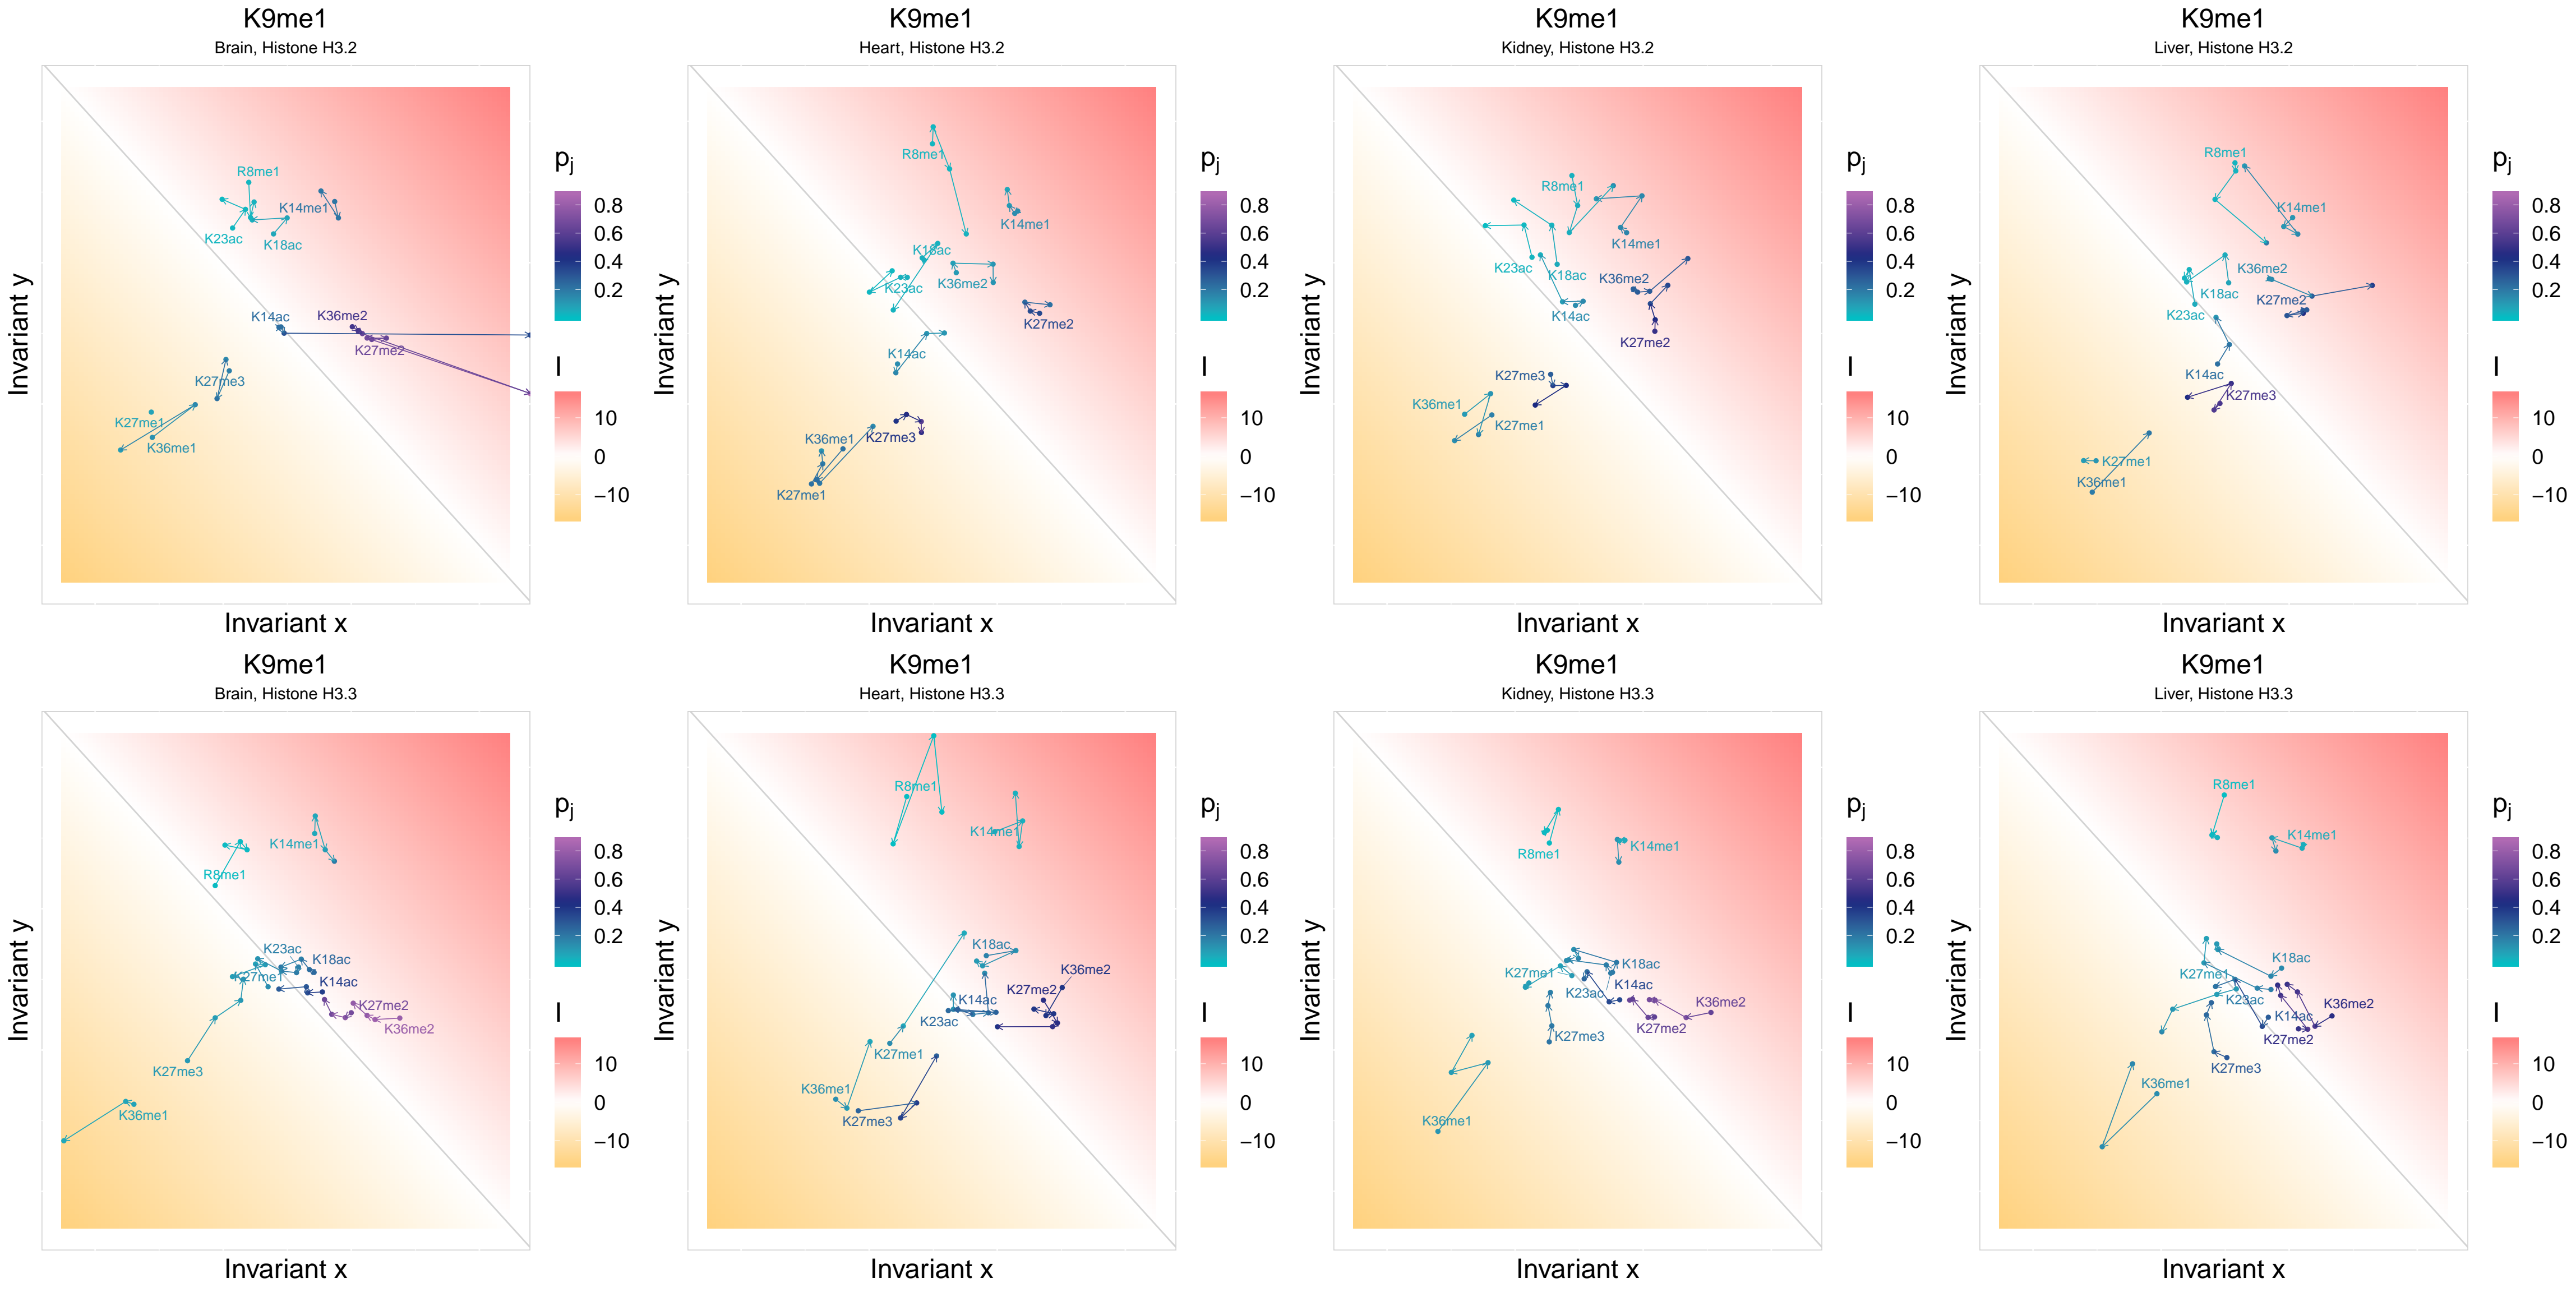 K9me1
Brain, Histone H3.2
Invariant y
R8me1
K14me1
K23ac
K18ac
K14ac
K36me2
K27me2
K27me3
K27me1
K36me1
Invariant x
pj
0.8
0.6
0.4
0.2
I
10
0
−10
K9me1
Heart, Histone H3.2
Invariant y
R8me1
K14me1
K18ac
K23ac
K36me2
K27me2
K14ac
K36me1
K27me3
K27me1
Invariant x
pj
0.8
0.6
0.4
0.2
I
10
0
−10
K9me1
Kidney, Histone H3.2
Invariant y
R8me1
K14me1
K23ac
K18ac
K36me2
K14ac
K27me2
K27me3
K36me1
K27me1
Invariant x
pj
0.8
0.6
0.4
0.2
I
10
0
−10
K9me1
Liver, Histone H3.2
Invariant y
R8me1
K14me1
K36me2
K18ac
K27me2
K23ac
K14ac
K27me3
K27me1
K36me1
Invariant x
pj
0.8
0.6
0.4
0.2
I
10
0
−10
K9me1
Brain, Histone H3.3
Invariant y
K14me1
R8me1
K23ac
K18ac
K27me1
K14ac
K27me2
K36me2
K27me3
K36me1
Invariant x
pj
0.8
0.6
0.4
0.2
I
10
0
−10
K9me1
Heart, Histone H3.3
Invariant y
R8me1
K14me1
K18ac
K36me2
K27me2
K14ac
K23ac
K27me1
K36me1
K27me3
Invariant x
pj
0.8
0.6
0.4
0.2
I
10
0
−10
K9me1
Kidney, Histone H3.3
Invariant y
R8me1
K14me1
K18ac
K27me1
K14ac
K23ac
K36me2
K27me2
K27me3
K36me1
Invariant x
pj
0.8
0.6
0.4
0.2
I
10
0
−10
K9me1
Liver, Histone H3.3
Invariant y
R8me1
K14me1
K18ac
K27me1
K23ac
K36me2
K14ac
K27me2
K27me3
K36me1
Invariant x
pj
0.8
0.6
0.4
0.2
I
10
0
−10